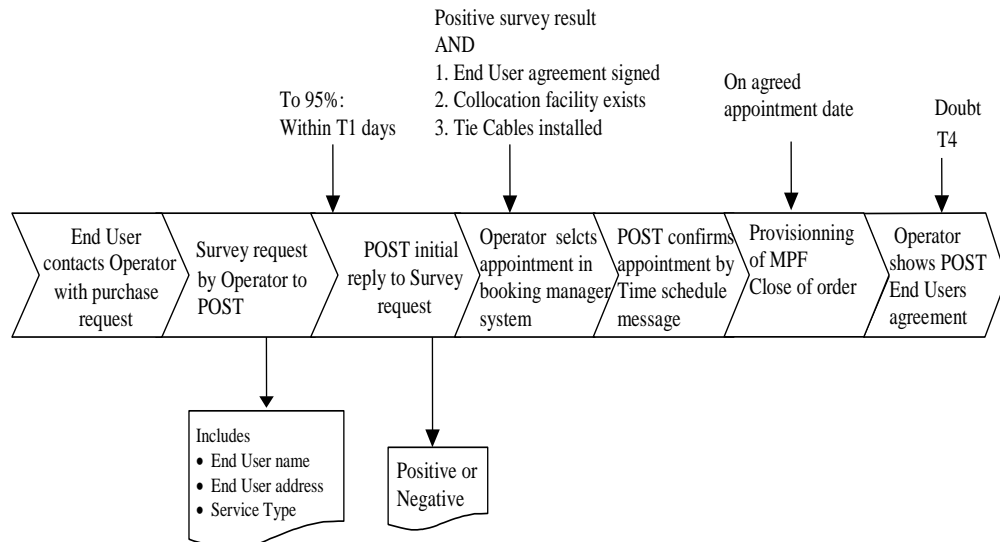 Positive survey result
AND
1. End User agreement signed
2. Collocation facility exists
3. Tie Cables installed
To 95%:
Within T1 days
On agreed
appointment date
Doubt
T4
End User
contacts Operator
with purchase
request
Survey request
by Operator to
POST
POST initial
reply to Survey
request
Operator selcts
appointment in
booking manager
system
POST confirms
appointment by
Time schedule
message
Provisionning
of MPF
Close of order
Operator
shows POST
End Users
agreement
Includes
• End User name
• End User address
• Service Type
Positive or
Negative